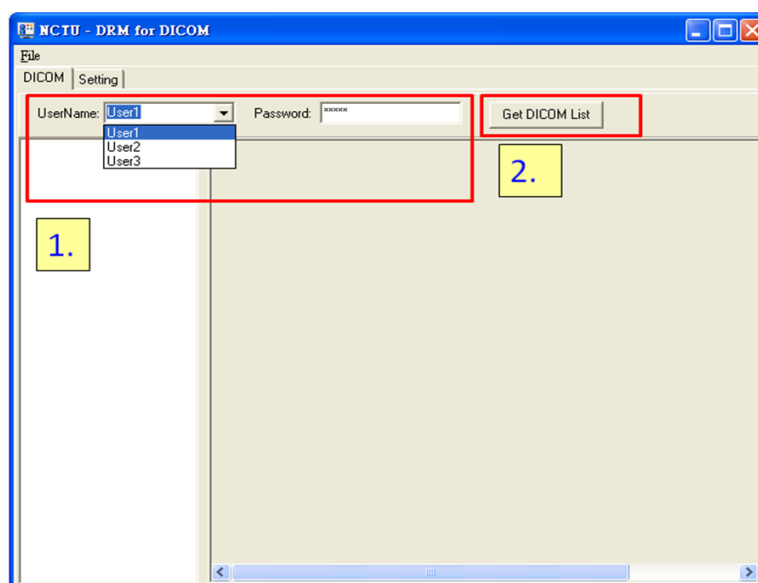 NCTU - DRM for DICOM
File
DICOM Setting
UserName: User1 Password: ***** Get DICOM List
User1
User2
User3
2.
1.